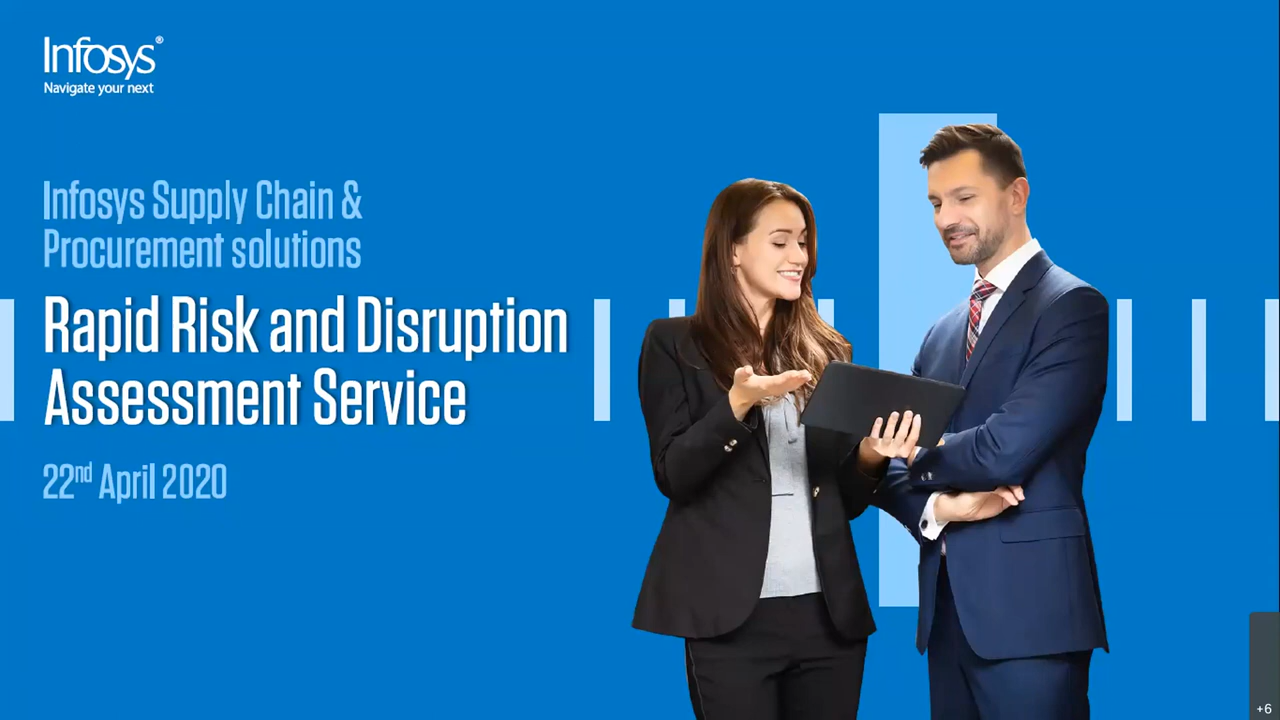 Infosys®
Navigate your next
Infosys Supply Chain &
Procurement solutions
Rapid Risk and Disruption
Assessment Service
22nd April 2020
+6